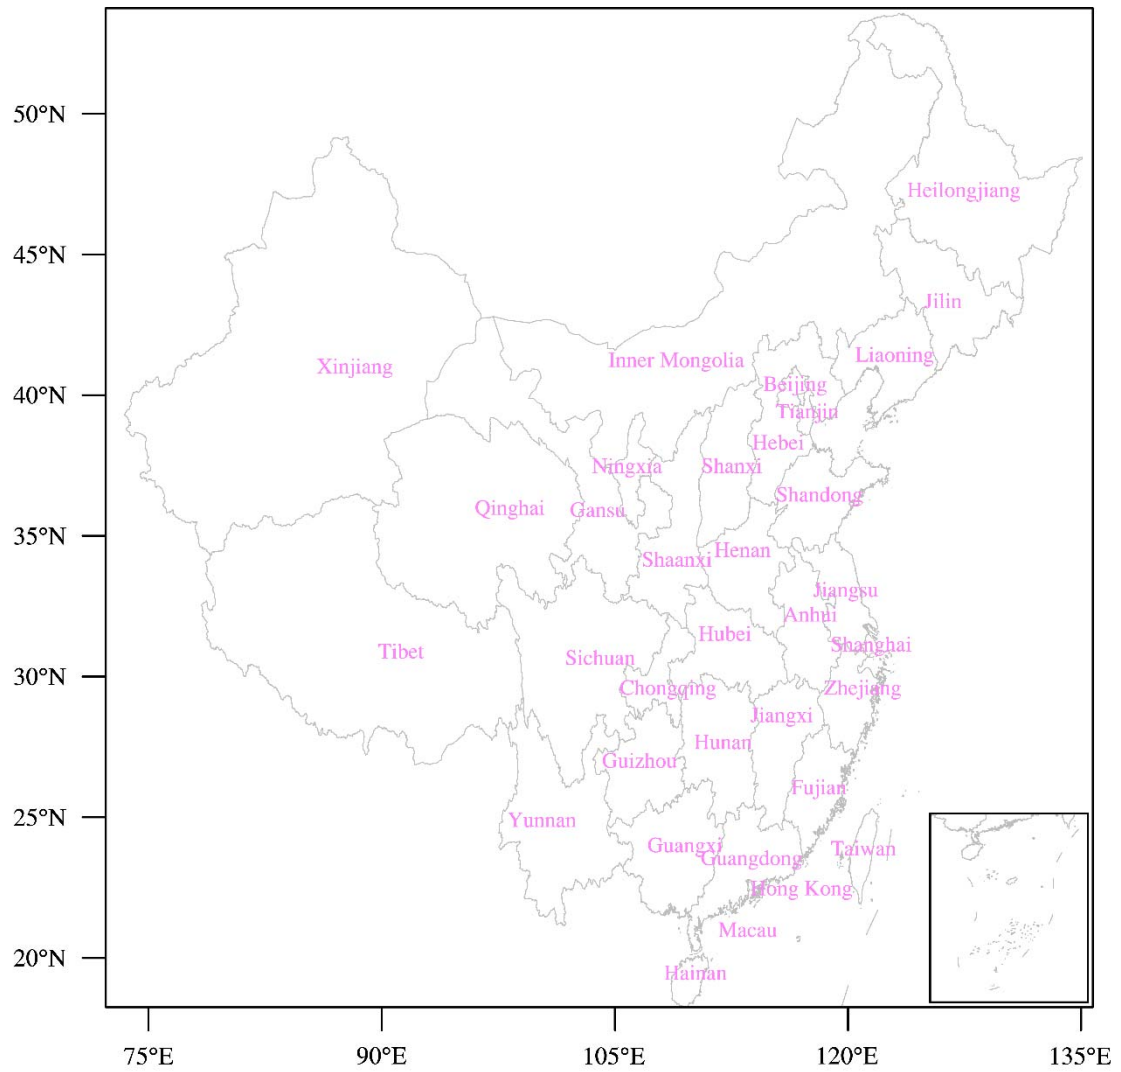 50°N
Heilongjiang
45°N
Jilin
Liaoning
Inner Mongolia
Xinjiang
Beijing
40°N
Tianjin
Hebei
Ningxia
Shanxi
Shandong
Qinghai
Gansu
35°N
Henan
Shaanxi
Jiangsu
Anhui
Hubei
Shanghai
Tibet
Sichuan
30°N
Chongqing
Zhejiang
Jiangxi
Hunan
Guizhou
Fujian
25°N
Yunnan
Guangxi
Taiwan
Guangdong
Hong Kong
Macau
20°N
Hainan
75°E
90°E
105°E
120°E
135°E